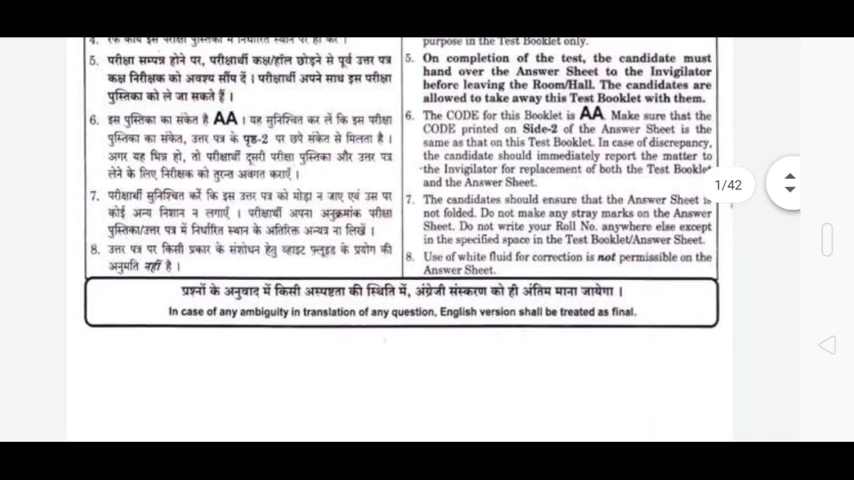 4. रफ कार्य इस परीक्षा पुस्तिका में निर्धारित स्थान पर ही करें ।
5. परीक्षा सम्पन्न होने पर, परीक्षार्थी कक्ष/हॉल छोड़ने से पूर्व उत्तर पत्र
कक्ष निरीक्षक को अवश्य सौंप दें । परीक्षार्थी अपने साथ इस परीक्षा
पुस्तिका को ले जा सकते हैं ।
6. इस पुस्तिका का संकेत है AA । यह सुनिश्चित कर लें कि इस परीक्षा
पुस्तिका का संकेत, उत्तर पत्र के पृष्ठ-2 पर छपे संकेत से मिलता है ।
अगर यह भिन्न हो, तो परीक्षार्थी दूसरी परीक्षा पुस्तिका और उत्तर पत्र
लेने के लिए निरीक्षक को तुरन्त अवगत कराएँ ।
7. परीक्षार्थी सुनिश्चित करें कि इस उत्तर पत्र को मोड़ा न जाए एवं उस पर
कोई अन्य निशान न लगाएँ । परीक्षार्थी अपना अनुक्रमांक परीक्षा
पुस्तिका/उत्तर पत्र में निर्धारित स्थान के अतिरिक्त अन्यत्र ना लिखें ।
8. उत्तर पत्र पर किसी प्रकार के संशोधन हेतु व्हाइट फ्लूइड के प्रयोग की
अनुमति नहीं है ।
purpose in the Test Booklet only.
5. On completion of the test, the candidate must
hand over the Answer Sheet to the Invigilator
before leaving the Room/Hall. The candidates are
allowed to take away this Test Booklet with them.
6. The CODE for this Booklet is AA. Make sure that the
CODE printed on Side-2 of the Answer Sheet is the
same as that on this Test Booklet. In case of discrepancy,
the candidate should immediately report the matter to
the Invigilator for replacement of both the Test Booklet
and the Answer Sheet.
7. The candidates should ensure that the Answer Sheet is
not folded. Do not make any stray marks on the Answer
Sheet. Do not write your Roll No. anywhere else except
in the specified space in the Test Booklet/Answer Sheet.
8. Use of white fluid for correction is not permissible on the
Answer Sheet.
1/42
प्रश्नों के अनुवाद में किसी अस्पष्टता की स्थिति में, अंग्रेजी संस्करण को ही अंतिम माना जायेगा ।
In case of any ambiguity in translation of any question, English version shall be treated as final.